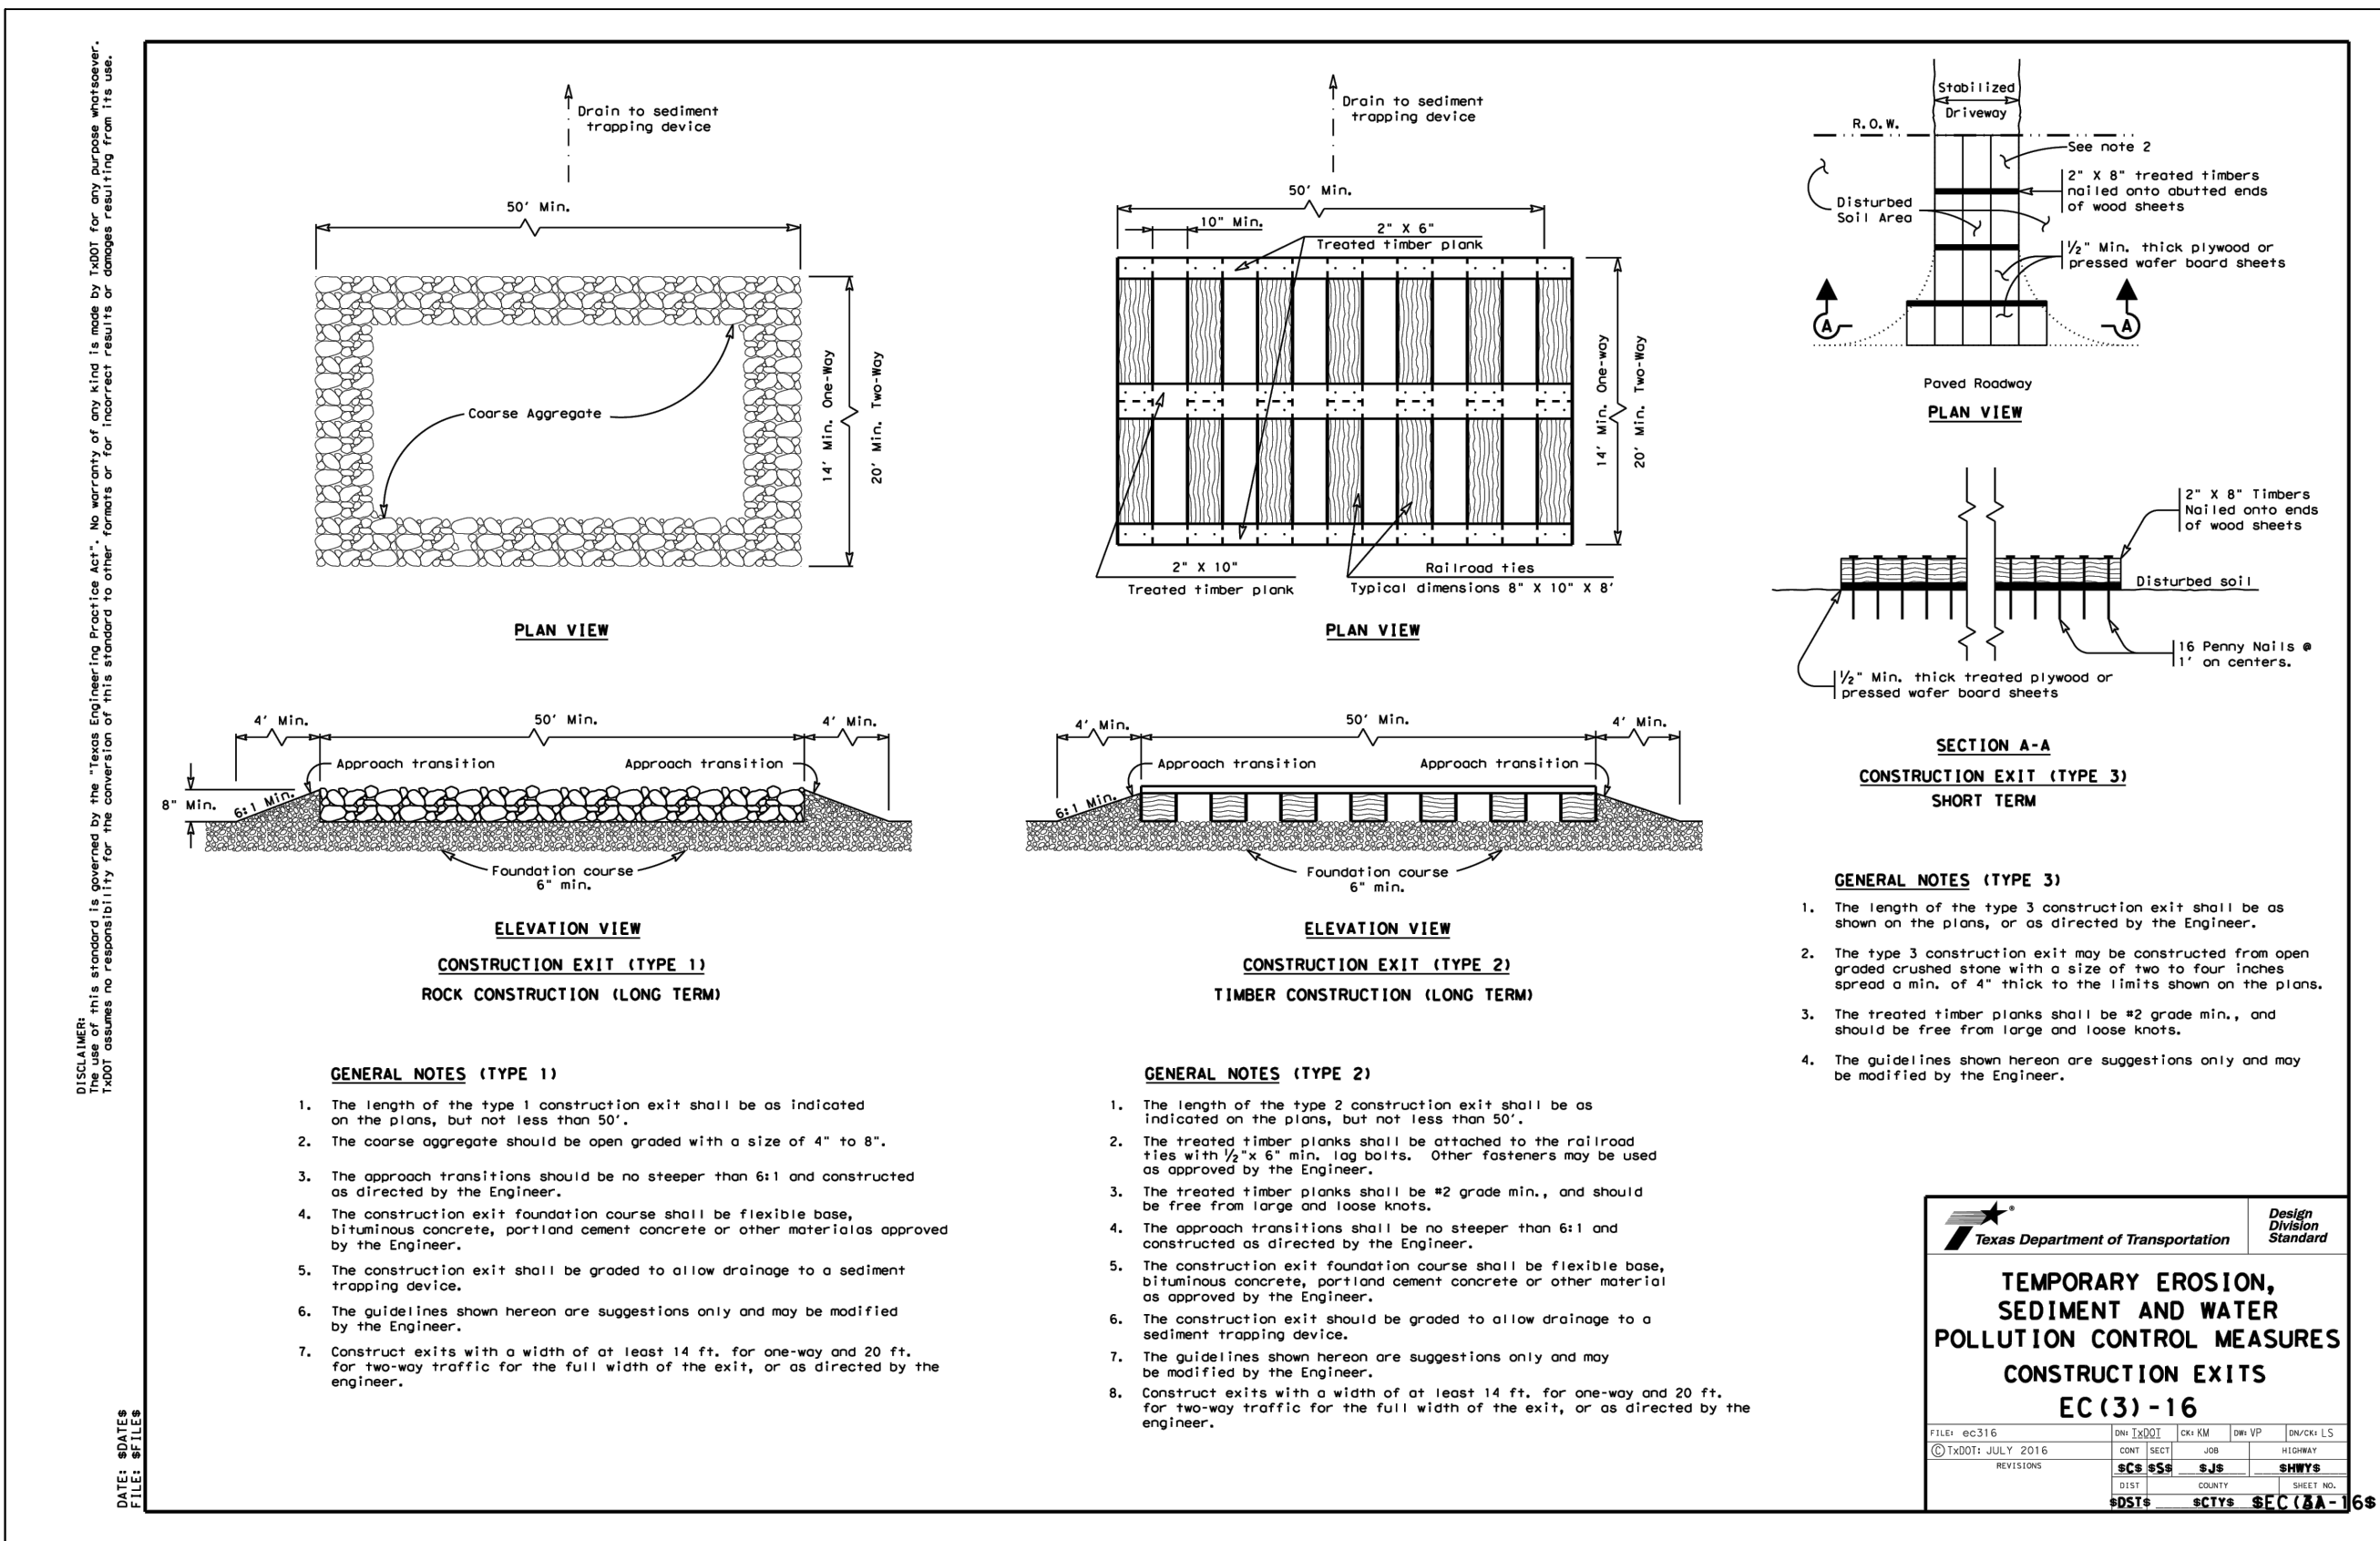 DISCLAIMER:
The use of this standard is governed by the "Texas Engineering Practice Act". No warranty of any kind is made by TxDOT for any purpose whatsoever.
TxDOT assumes no responsibility for the conversion of this standard to other formats or for incorrect results or damages resulting from its use.
DATE: $DATE$
FILE: $FILE$
Drain to sediment
trapping device
50' Min.
14' Min. One-Way
20' Min. Two-Way
Coarse Aggregate
PLAN VIEW
4' Min.
50' Min.
4' Min.
Approach transition
Approach transition
8" Min.
6:1 Min.
Foundation course
6" min.
ELEVATION VIEW
CONSTRUCTION EXIT (TYPE 1)
ROCK CONSTRUCTION (LONG TERM)
GENERAL NOTES (TYPE 1)
1. The length of the type 1 construction exit shall be as indicated
on the plans, but not less than 50'.
2. The coarse aggregate should be open graded with a size of 4" to 8".
3. The approach transitions should be no steeper than 6:1 and constructed
as directed by the Engineer.
4. The construction exit foundation course shall be flexible base,
bituminous concrete, portland cement concrete or other materialas approved
by the Engineer.
5. The construction exit shall be graded to allow drainage to a sediment
trapping device.
6. The guidelines shown hereon are suggestions only and may be modified
by the Engineer.
7. Construct exits with a width of at least 14 ft. for one-way and 20 ft.
for two-way traffic for the full width of the exit, or as directed by the
engineer.
Drain to sediment
trapping device
50' Min.
10" Min.
2" X 6"
Treated timber plank
14' Min. One-way
20' Min. Two-Way
2" X 10"
Treated timber plank
Railroad ties
Typical dimensions 8" X 10" X 8'
PLAN VIEW
4' Min.
50' Min.
4' Min.
Approach transition
Approach transition
6:1 Min.
Foundation course
6" min.
ELEVATION VIEW
CONSTRUCTION EXIT (TYPE 2)
TIMBER CONSTRUCTION (LONG TERM)
GENERAL NOTES (TYPE 2)
1. The length of the type 2 construction exit shall be as
indicated on the plans, but not less than 50'.
2. The treated timber planks shall be attached to the railroad
ties with ½"x 6" min. lag bolts. Other fasteners may be used
as approved by the Engineer.
3. The treated timber planks shall be #2 grade min., and should
be free from large and loose knots.
4. The approach transitions shall be no steeper than 6:1 and
constructed as directed by the Engineer.
5. The construction exit foundation course shall be flexible base,
bituminous concrete, portland cement concrete or other material
as approved by the Engineer.
6. The construction exit should be graded to allow drainage to a
sediment trapping device.
7. The guidelines shown hereon are suggestions only and may
be modified by the Engineer.
8. Construct exits with a width of at least 14 ft. for one-way and 20 ft.
for two-way traffic for the full width of the exit, or as directed by the
engineer.
Stabilized
Driveway
R.O.W.
See note 2
2" X 8" treated timbers
nailed onto abutted ends
of wood sheets
Disturbed
Soil Area
½" Min. thick plywood or
pressed wafer board sheets
A
A
Paved Roadway
PLAN VIEW
2" X 8" Timbers
Nailed onto ends
of wood sheets
Disturbed soil
16 Penny Nails @
1' on centers.
½" Min. thick treated plywood or
pressed wafer board sheets
SECTION A-A
CONSTRUCTION EXIT (TYPE 3)
SHORT TERM
GENERAL NOTES (TYPE 3)
1. The length of the type 3 construction exit shall be as
shown on the plans, or as directed by the Engineer.
2. The type 3 construction exit may be constructed from open
graded crushed stone with a size of two to four inches
spread a min. of 4" thick to the limits shown on the plans.
3. The treated timber planks shall be #2 grade min., and
should be free from large and loose knots.
4. The guidelines shown hereon are suggestions only and may
be modified by the Engineer.
®
Texas Department of Transportation
Design
Division
Standard
TEMPORARY EROSION,
SEDIMENT AND WATER
POLLUTION CONTROL MEASURES
CONSTRUCTION EXITS
EC(3)-16
FILE: ec316 DN: TxDOT CK: KM DW: VP DN/CK: LS
© TxDOT: JULY 2016 CONT SECT JOB HIGHWAY
REVISIONS $C$ $S$ $J$ $HWY$
DIST COUNTY SHEET NO.
$DST$ $CTY$